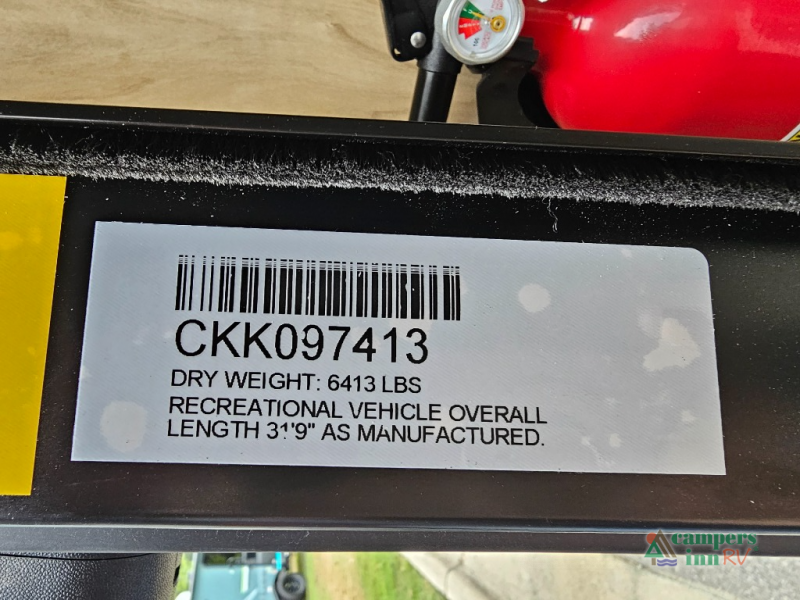 CKK097413
DRY WEIGHT: 6413 LBS
RECREATIONAL VEHICLE OVERALL
LENGTH 31'9" AS MANUFACTURED.
campers
inn RV